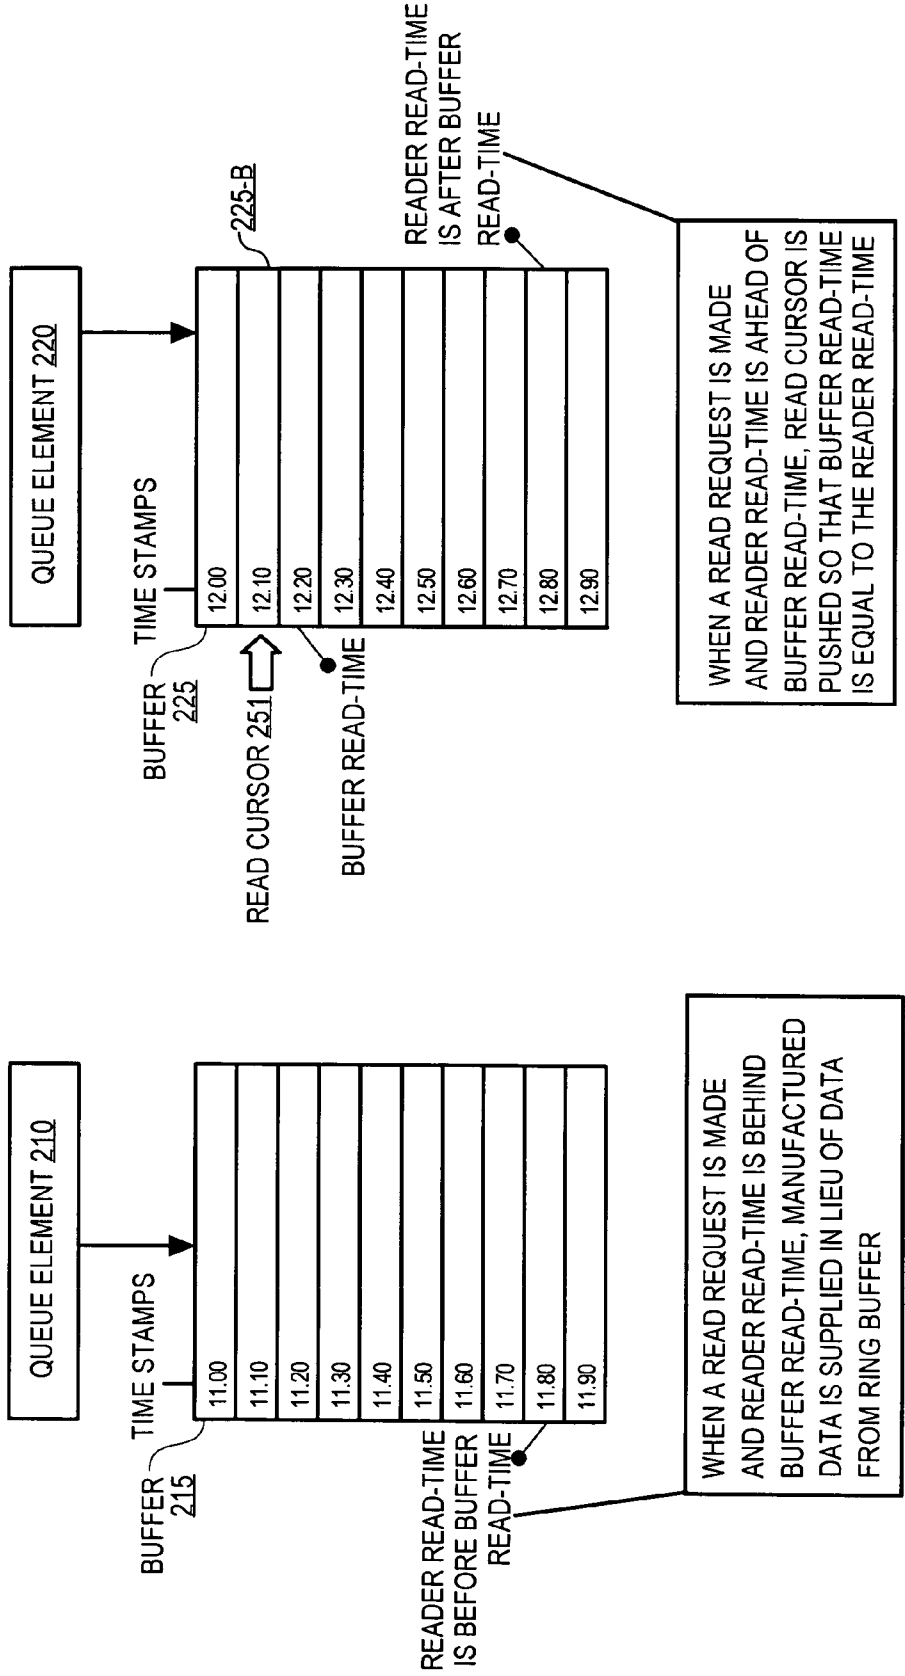 QUEUE ELEMENT 210
TIME STAMPS
BUFFER
215
11.00
11.10
11.20
11.30
11.40
11.50
11.60
11.70
11.80
11.90
READER READ-TIME
IS BEFORE BUFFER
READ-TIME
WHEN A READ REQUEST IS MADE
AND READER READ-TIME IS BEHIND
BUFFER READ-TIME, MANUFACTURED
DATA IS SUPPLIED IN LIEU OF DATA
FROM RING BUFFER
QUEUE ELEMENT 220
TIME STAMPS
BUFFER
225
12.00
12.10
12.20
12.30
12.40
12.50
12.60
12.70
12.80
12.90
225-B
READ CURSOR 251
BUFFER READ-TIME
READER READ-TIME
IS AFTER BUFFER
READ-TIME
WHEN A READ REQUEST IS MADE
AND READER READ-TIME IS AHEAD OF
BUFFER READ-TIME, READ CURSOR IS
PUSHED SO THAT BUFFER READ-TIME
IS EQUAL TO THE READER READ-TIME